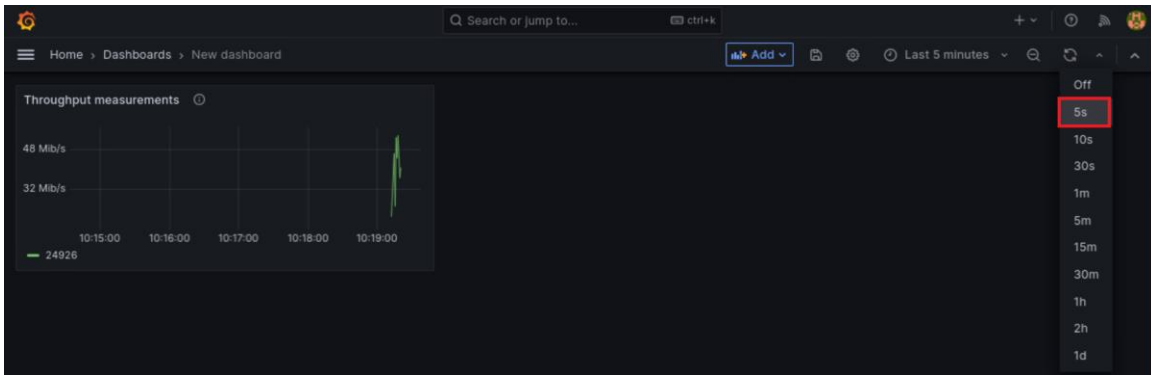 Search or jump to... ctrl+k
Home › Dashboards › New dashboard Add Last 5 minutes
Throughput measurements
48 Mib/s
32 Mib/s
10:15:00 10:16:00 10:17:00 10:18:00 10:19:00
24926
Off
5s
10s
30s
1m
5m
15m
30m
1h
2h
1d